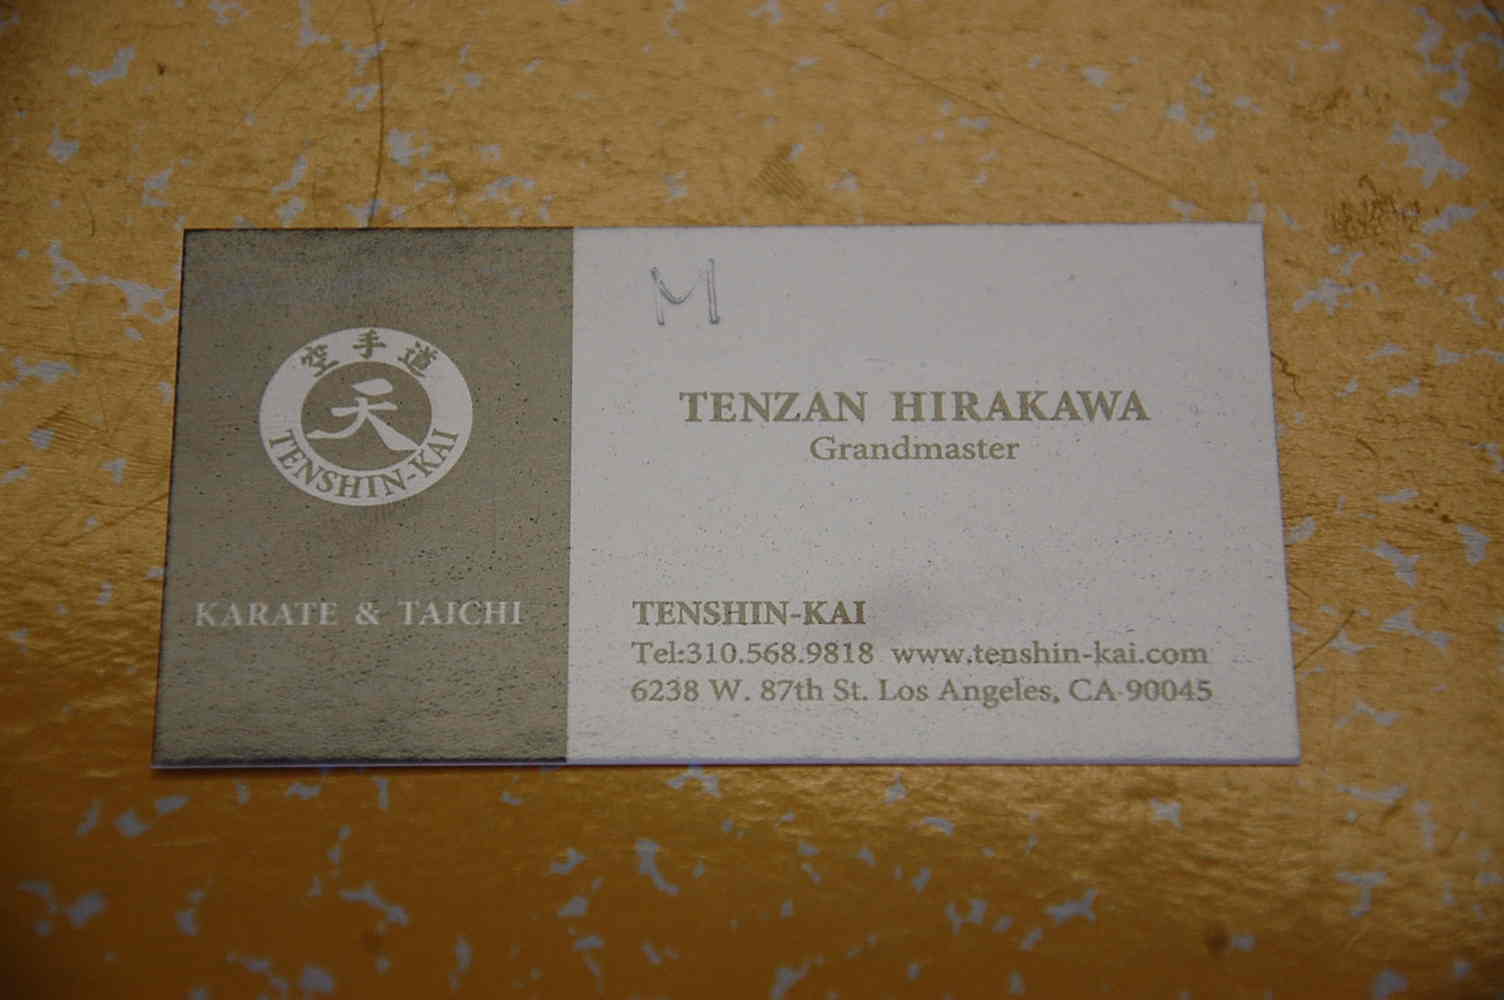 空手道
天
TENSHIN-KAI
KARATE & TAICHI
M
TENZAN HIRAKAWA
Grandmaster
TENSHIN-KAI
Tel:310.568.9818 www.tenshin-kai.com
6238 W. 87th St. Los Angeles, CA 90045